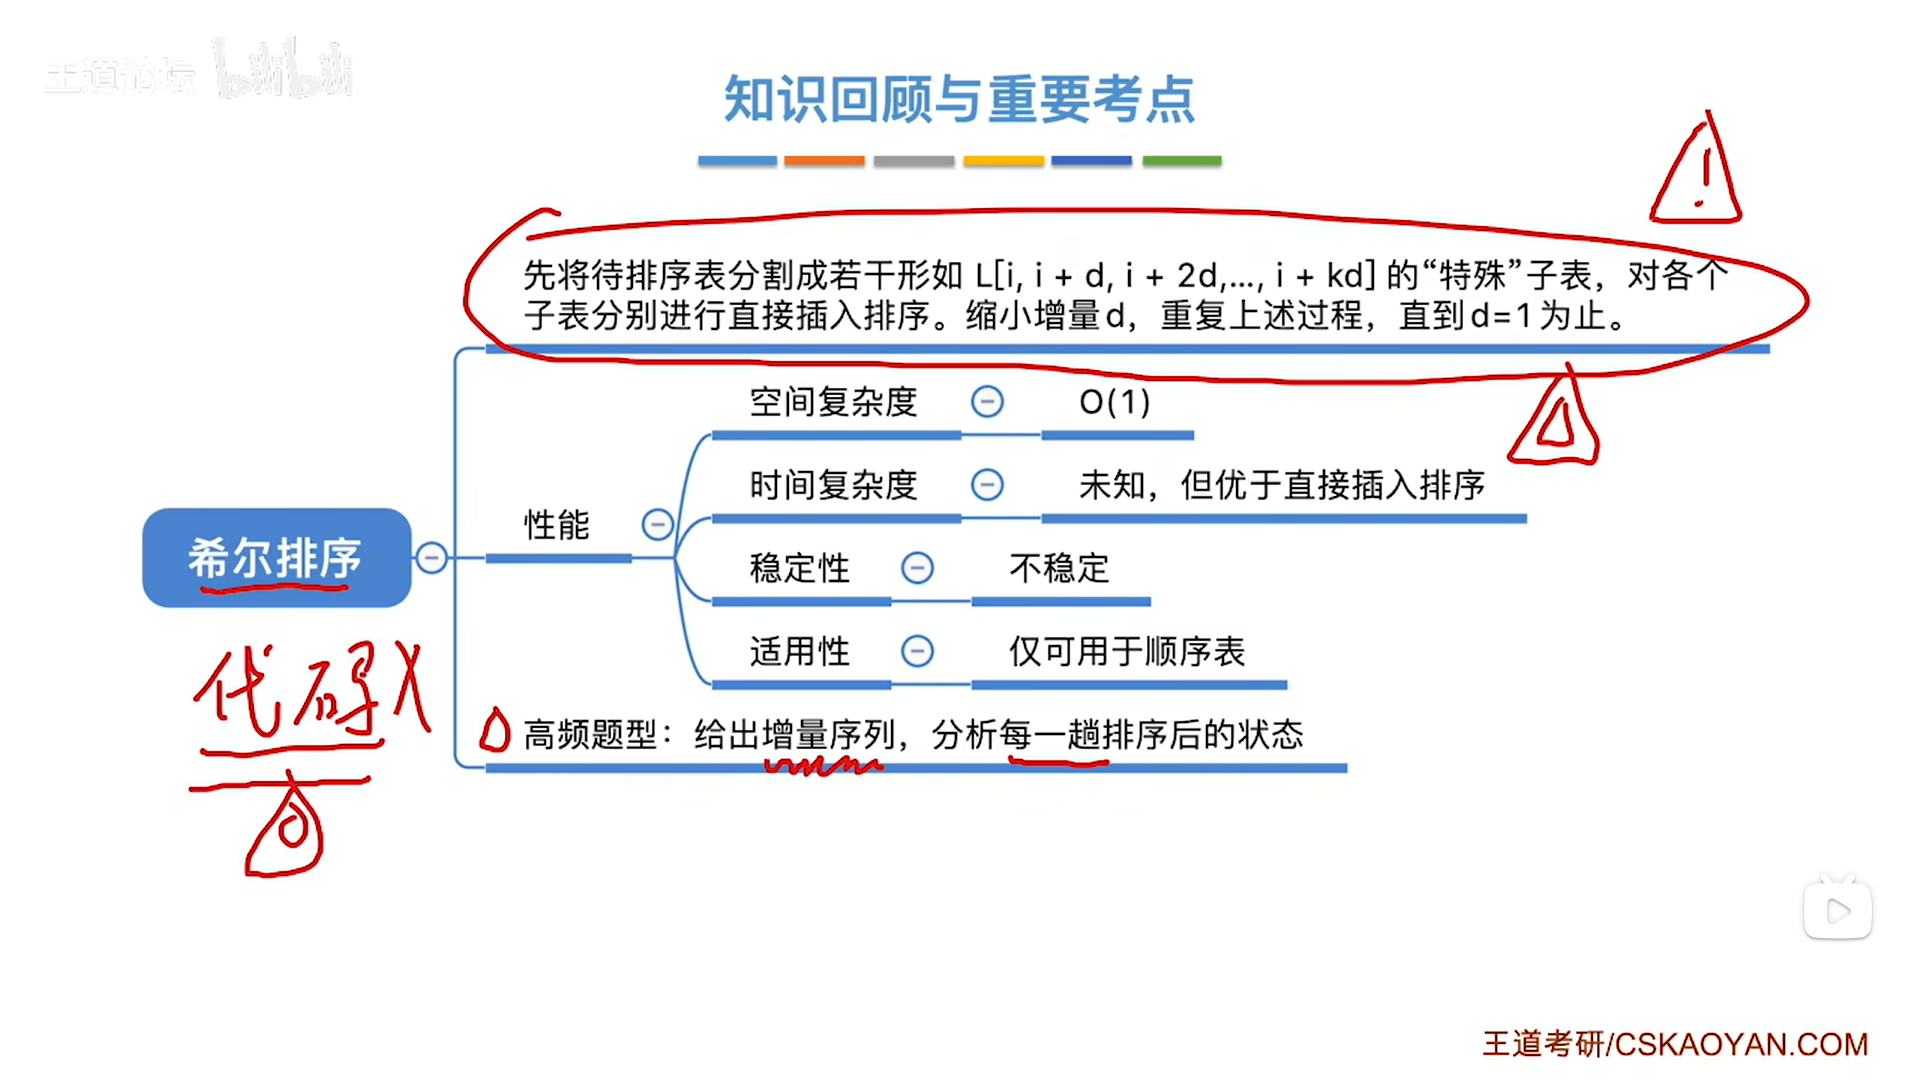 王道论坛 bilibili
知识回顾与重要考点
先将待排序表分割成若干形如 L[i, i + d, i + 2d,…, i + kd] 的“特殊”子表，对各个
子表分别进行直接插入排序。缩小增量d，重复上述过程，直到d=1为止。
空间复杂度
O(1)
时间复杂度
未知，但优于直接插入排序
性能
希尔排序
稳定性
不稳定
适用性
仅可用于顺序表
代码X
高频题型：给出增量序列，分析每一趟排序后的状态
王道考研/CSKAOYAN.COM